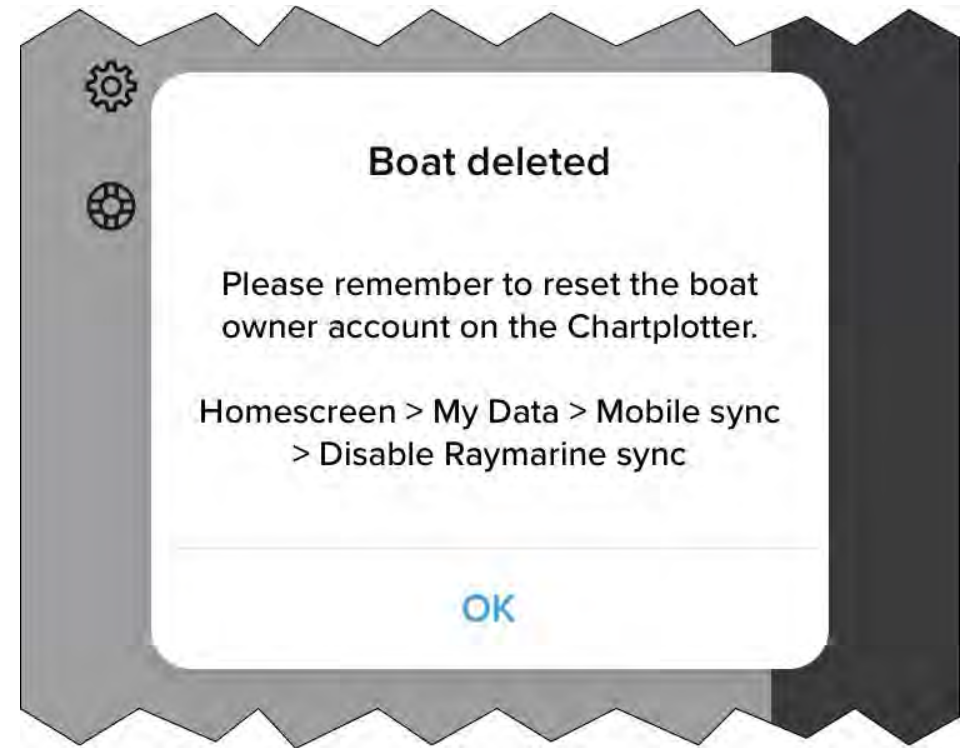 Boat deleted
Please remember to reset the boat
owner account on the Chartplotter.
Homescreen > My Data > Mobile sync
> Disable Raymarine sync
OK